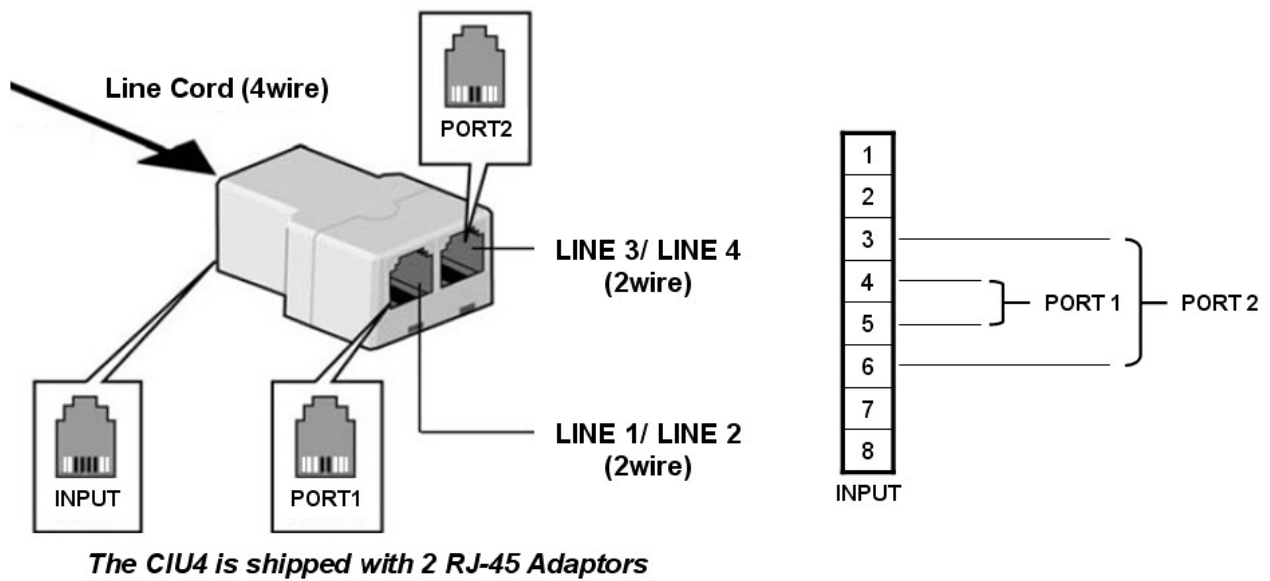 Line Cord (4wire)
PORT2
LINE 3/ LINE 4
(2wire)
LINE 1/ LINE 2
(2wire)
INPUT
PORT1
1
2
3
4
5
6
7
8
PORT 1
PORT 2
INPUT
The CIU4 is shipped with 2 RJ-45 Adaptors